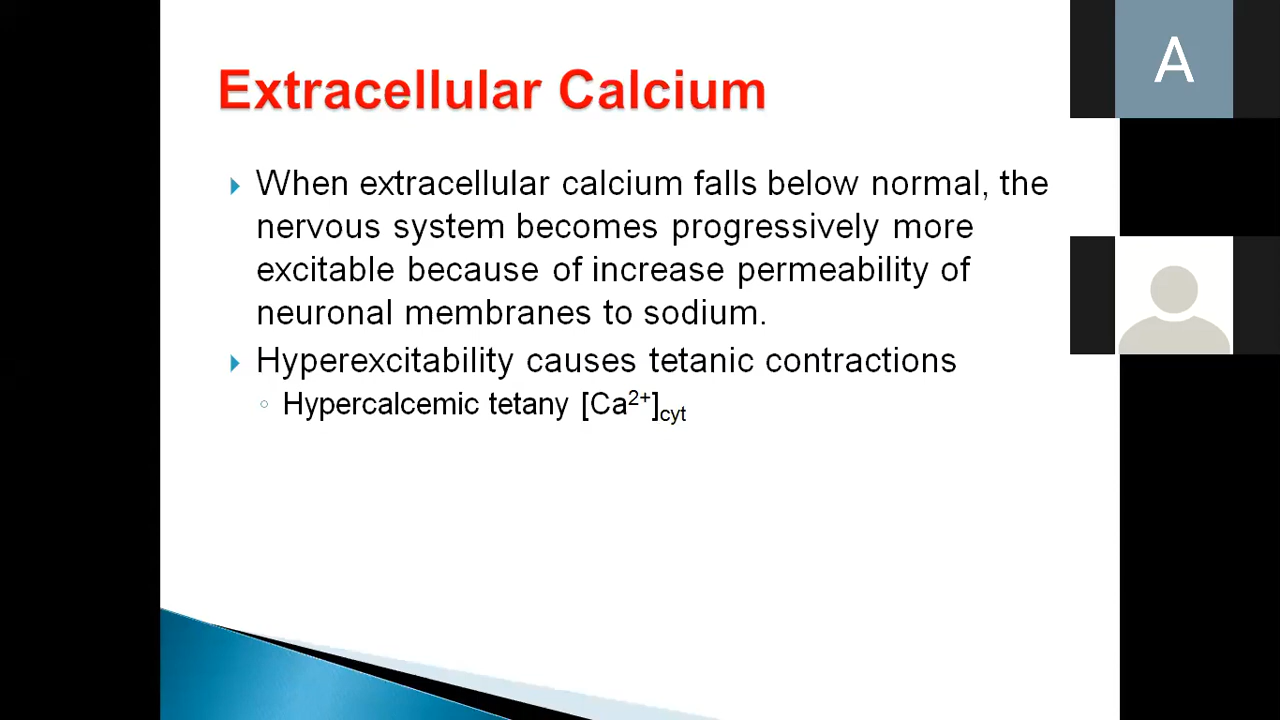 Extracellular Calcium
A
When extracellular calcium falls below normal, the
nervous system becomes progressively more
excitable because of increase permeability of
neuronal membranes to sodium.
Hyperexcitability causes tetanic contractions
Hypercalcemic tetany [Ca²⁺]cyt